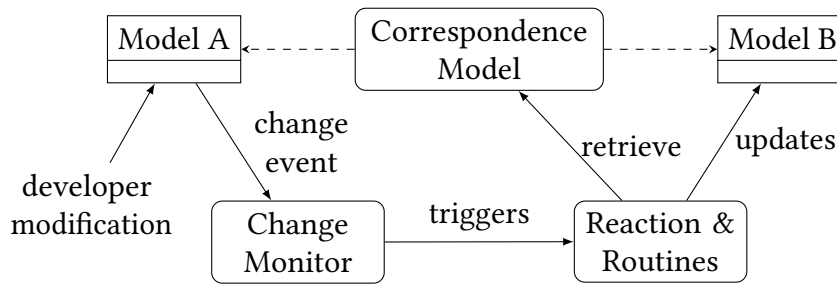 Model A
Correspondence
Model
Model B
change
event
developer
modification
retrieve
updates
triggers
Change
Monitor
Reaction &
Routines